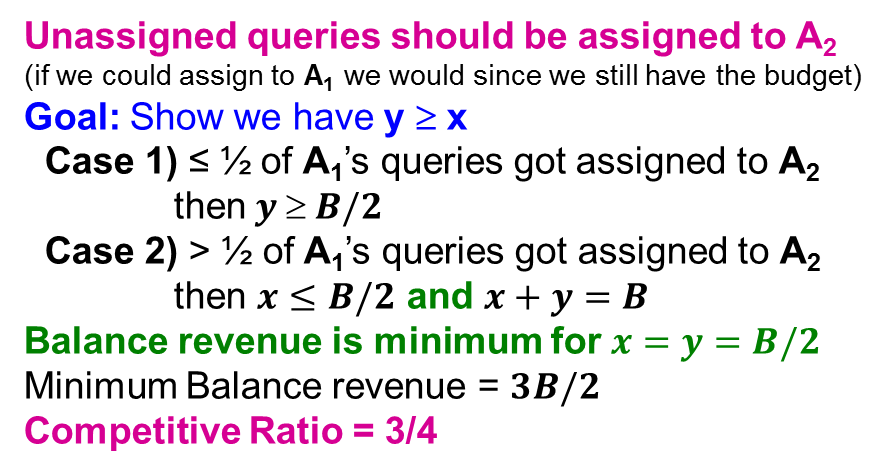 Unassigned queries should be assigned to A₂
(if we could assign to A₁ we would since we still have the budget)
Goal: Show we have y ≥ x
Case 1) ≤ ½ of A₁’s queries got assigned to A₂
then y ≥ B/2
Case 2) > ½ of A₁’s queries got assigned to A₂
then x ≤ B/2 and x + y = B
Balance revenue is minimum for x = y = B/2
Minimum Balance revenue = 3B/2
Competitive Ratio = 3/4